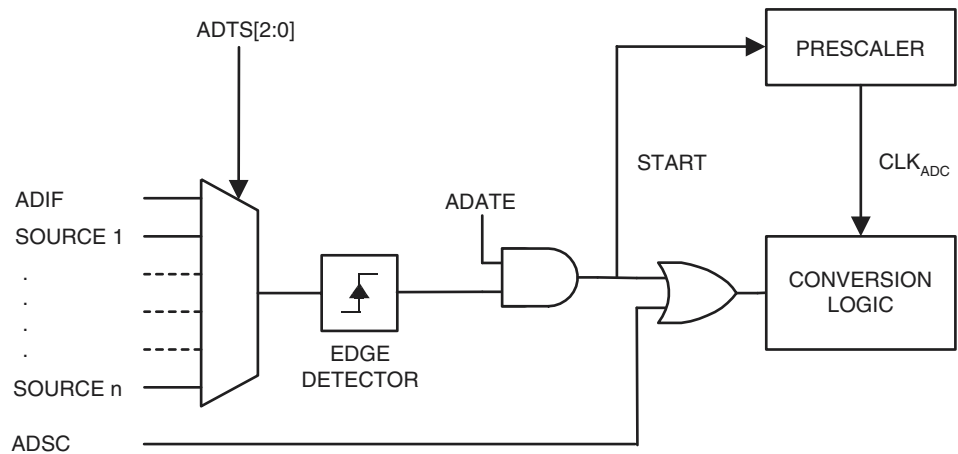 ADTS[2:0]
PRESCALER
START
CLKADC
ADIF
ADATE
SOURCE 1
.
.
.
.
CONVERSION
LOGIC
EDGE
DETECTOR
SOURCE n
ADSC